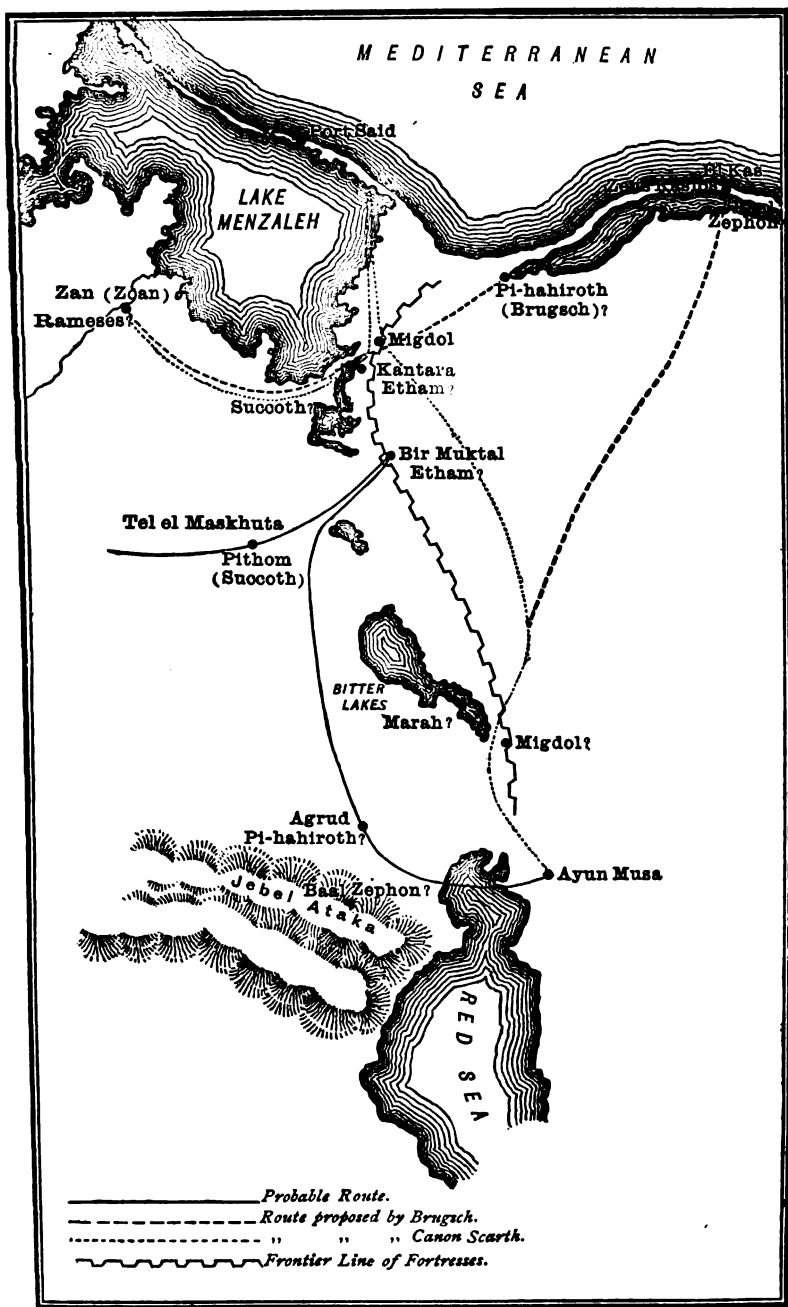 MEDITERRANEAN
SEA
Port Said
El Kas
Zephon
LAKE
MENZALEH
Zan (Zoan)
Rameses?
Pi-hahiroth
(Brugsch)?
Migdol
Kantara
Etham?
Succoth?
Bir Muktal
Etham?
Tel el Maskhuta
Pithom
(Succoth)
BITTER
LAKES
Marah?
Migdol?
Agrud
Pi-hahiroth?
Baal Zephon?
Jebel Ataka
Ayun Musa
RED SEA
Probable Route.
Route proposed by Brugsch.
„ „ „ Canon Scarth.
Frontier Line of Fortresses.